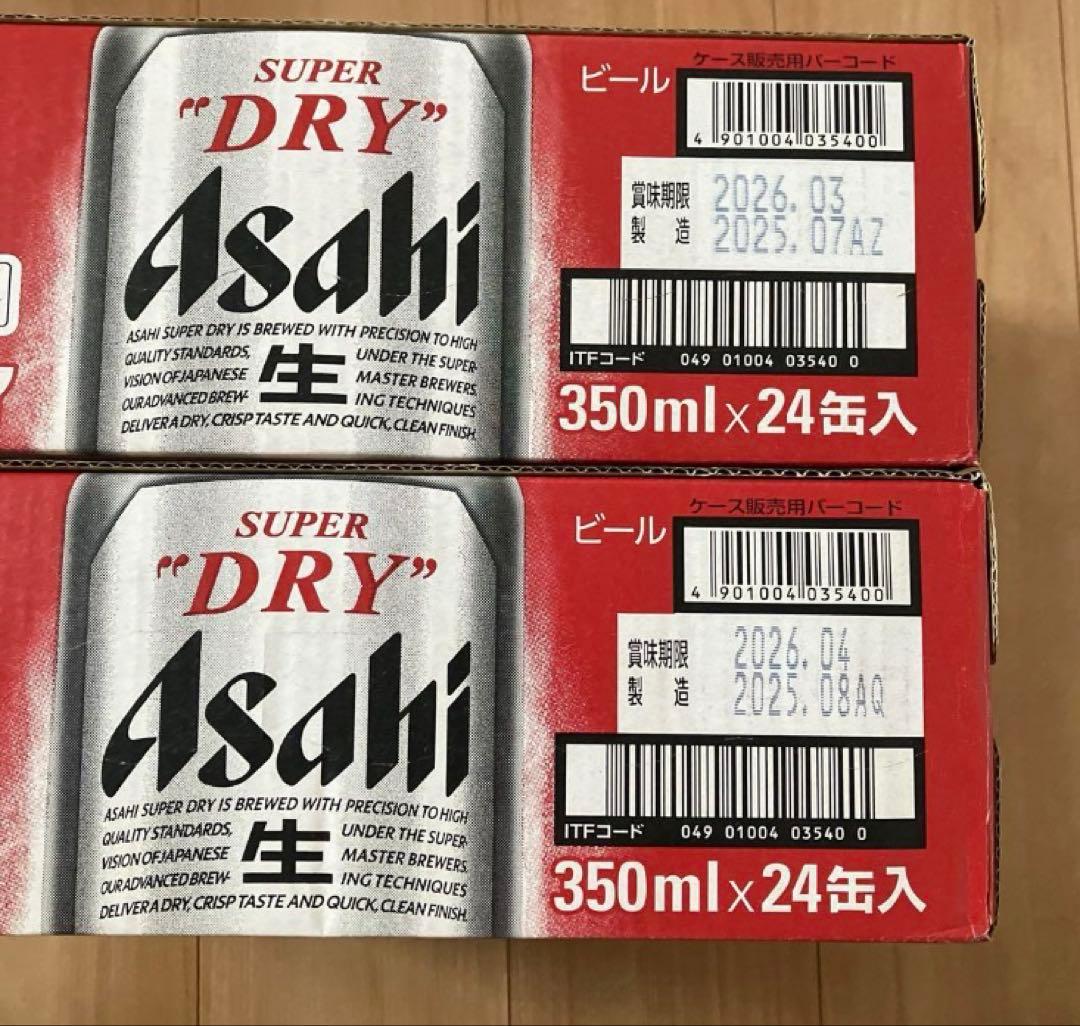 SUPER
"DRY"
Asahi
ASAHI SUPER DRY IS BREWED WITH PRECISION TO HIGH
QUALITY STANDARDS, 生 UNDER THE SUPER-
VISION OF JAPANESE MASTER BREWERS.
OUR ADVANCED BREW- ING TECHNIQUES
DELIVER A DRY, CRISP TASTE AND QUICK, CLEAN FINISH.
ビール
ケース販売用バーコード
4 901004 035400
賞味期限 2026.03
製造 2025.07AZ
ITFコード 049 01004 03540 0
350ml×24缶入
SUPER
"DRY"
Asahi
ASAHI SUPER DRY IS BREWED WITH PRECISION TO HIGH
QUALITY STANDARDS, 生 UNDER THE SUPER-
VISION OF JAPANESE MASTER BREWERS.
OUR ADVANCED BREW- ING TECHNIQUES
DELIVER A DRY, CRISP TASTE AND QUICK, CLEAN FINISH.
ビール
ケース販売用バーコード
4 901004 035400
賞味期限 2026.04
製造 2025.08AQ
ITFコード 049 01004 03540 0
350ml×24缶入